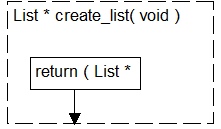 List * create_list( void )
return ( List *